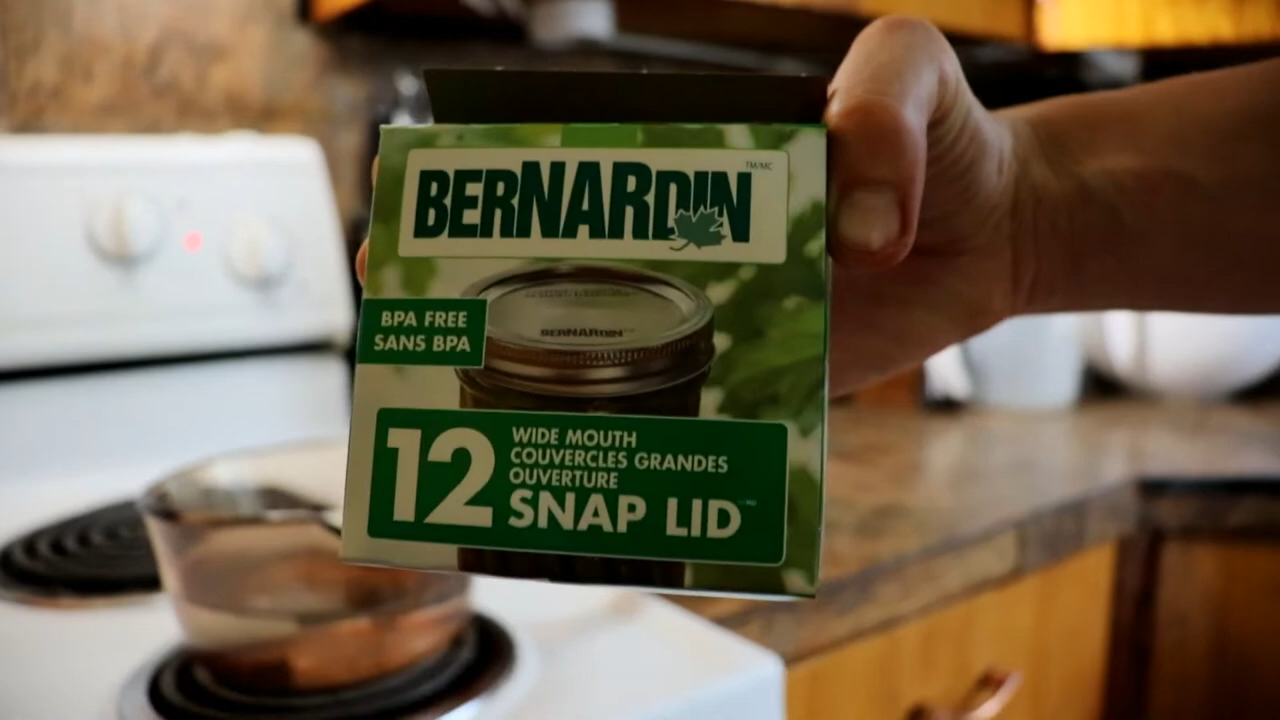 BERNARDIN TM/MC
BERNARDIN
BPA FREE
SANS BPA
12
WIDE MOUTH
COUVERCLES GRANDES
OUVERTURE
SNAP LID